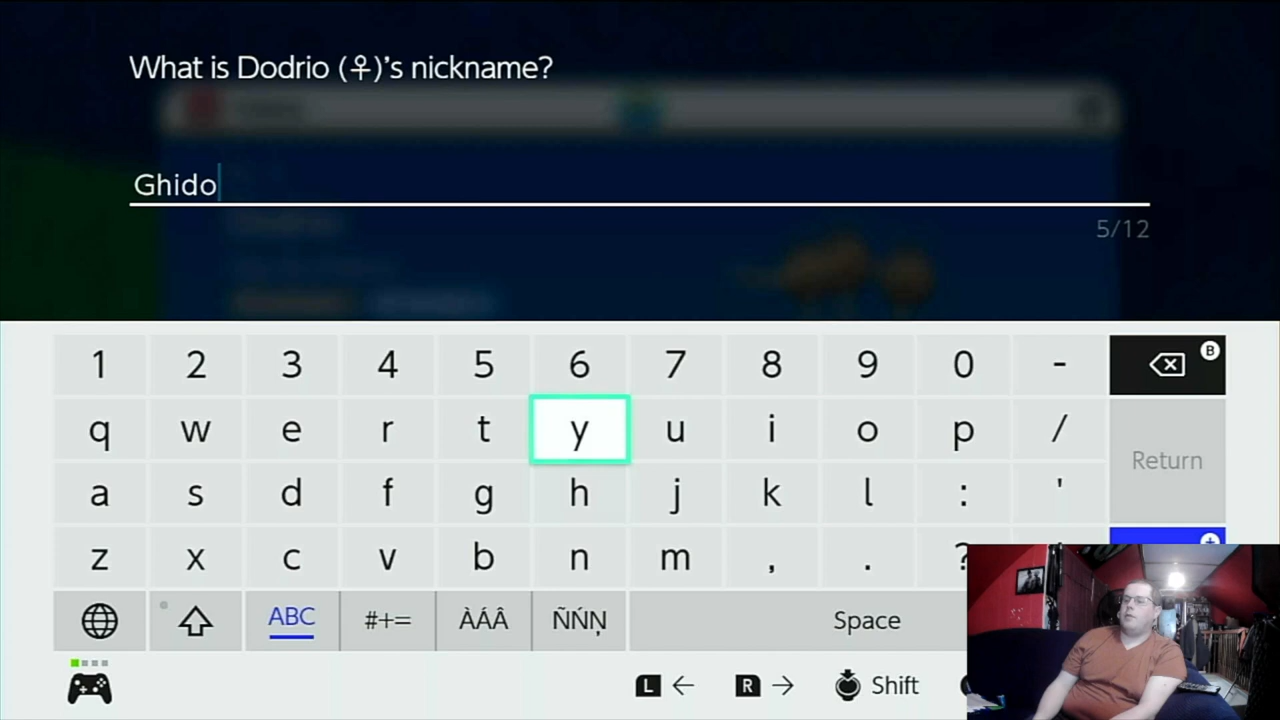 What is Dodrio (♀)'s nickname?
Ghido
5/12
1 2 3 4 5 6 7 8 9 0 -
B
q w e r t y u i o p /
Return
a s d f g h j k l : '
z x c v b n m , . ?
ABC #+= ÀÁÂ ÑŃŅ Space
L ← R → Shift